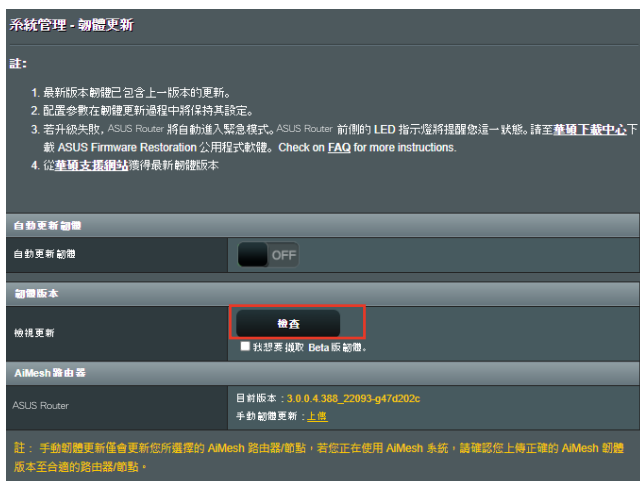 系統管理 - 韌體更新
註:
1. 最新版本韌體已包含上一版本的更新。
2. 配置參數在韌體更新過程中將保持其設定。
3. 若升級失敗, ASUS Router 將自動進入緊急模式。ASUS Router 前側的 LED 指示燈將提醒您這一狀態。請至華碩下載中心下
載 ASUS Firmware Restoration 公用程式軟體。Check on FAQ for more instructions.
4. 從華碩支援網站獲得最新韌體版本
自動更新韌體
自動更新韌體
OFF
韌體版本
檢視更新
檢查
我想要擷取 Beta 版韌體。
AiMesh 路由器
ASUS Router
目前版本 : 3.0.0.4.388_22093-g47d202c
手動韌體更新 : 上傳
註： 手動韌體更新僅會更新您所選擇的 AiMesh 路由器/節點，若您正在使用 AiMesh 系統，請確認您上傳正確的 AiMesh 韌體
版本至合適的路由器/節點。